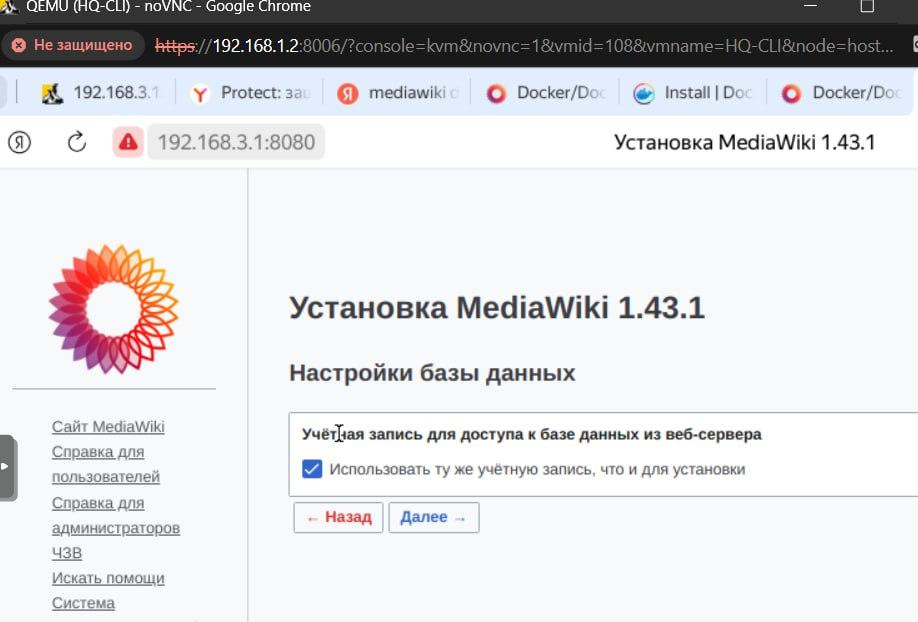 QEMU (HQ-CLI) - noVNC - Google Chrome
Не защищено https://192.168.1.2:8006/?console=kvm&novnc=1&vmid=108&vmname=HQ-CLI&node=host...
192.168.3.1 Protect: защ mediawiki d Docker/Doc Install | Doc Docker/Doc
192.168.3.1:8080 Установка MediaWiki 1.43.1
Установка MediaWiki 1.43.1
Настройки базы данных
Учётная запись для доступа к базе данных из веб-сервера
Использовать ту же учётную запись, что и для установки
← Назад Далее →
Сайт MediaWiki
Справка для
пользователей
Справка для
администраторов
ЧЗВ
Искать помощи
Система